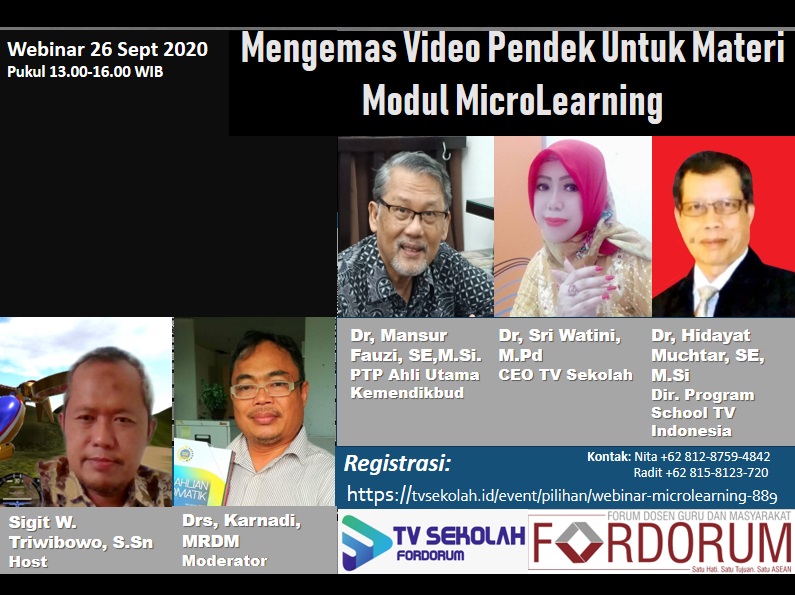 Webinar 26 Sept 2020
Pukul 13.00-16.00 WIB
Mengemas Video Pendek Untuk Materi
Modul MicroLearning
Dr, Mansur
Fauzi, SE,M.Si.
PTP Ahli Utama
Kemendikbud
Dr, Sri Watini,
M.Pd
CEO TV Sekolah
Dr, Hidayat
Muchtar, SE,
M.Si
Dir. Program
School TV
Indonesia
AHLIAN
OMATIK
Sigit W.
Triwibowo, S.Sn
Host
Drs, Karnadi,
MRDM
Moderator
Registrasi:
Kontak: Nita +62 812-8759-4842
Radit +62 815-8123-720
https://tvsekolah.id/event/pilihan/webinar-microlearning-889
TV SEKOLAH
FORDORUM
FORUM DOSEN GURU DAN MASYARAKAT
FORDORUM
Satu Hati. Satu Tujuan. Satu ASEAN